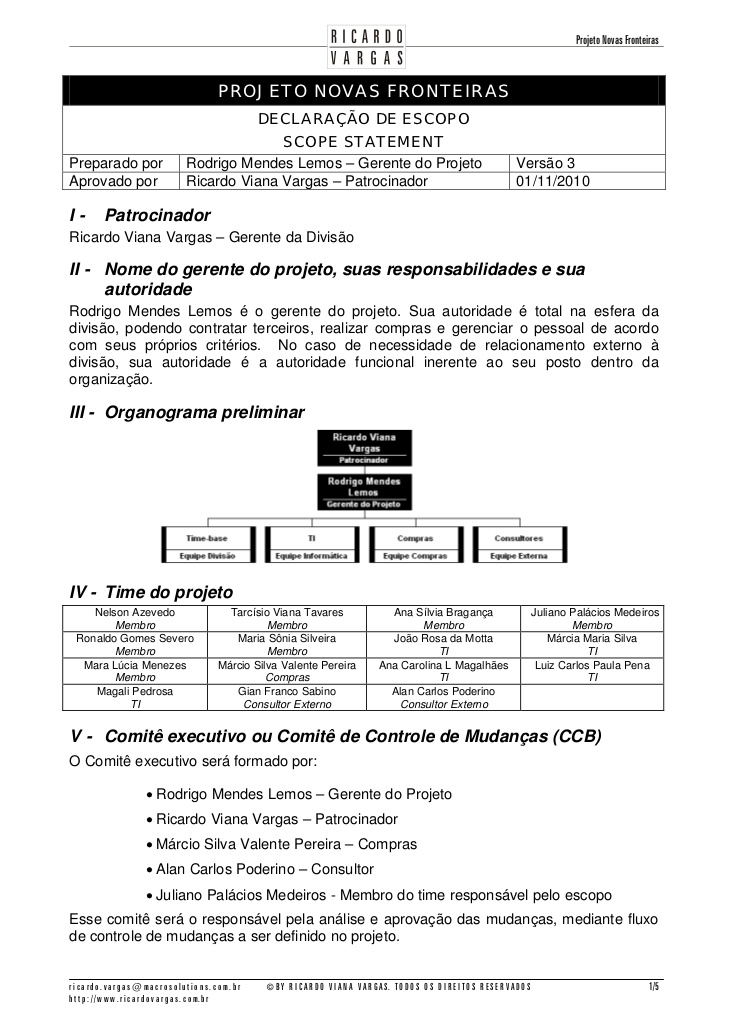 RICARDO
VARGAS
Projeto Novas Fronteiras
PROJETO NOVAS FRONTEIRAS
DECLARAÇÃO DE ESCOPO
SCOPE STATEMENT
Preparado por Rodrigo Mendes Lemos – Gerente do Projeto Versão 3
Aprovado por Ricardo Viana Vargas – Patrocinador 01/11/2010
I - Patrocinador
Ricardo Viana Vargas – Gerente da Divisão
II - Nome do gerente do projeto, suas responsabilidades e sua
autoridade
Rodrigo Mendes Lemos é o gerente do projeto. Sua autoridade é total na esfera da
divisão, podendo contratar terceiros, realizar compras e gerenciar o pessoal de acordo
com seus próprios critérios. No caso de necessidade de relacionamento externo à
divisão, sua autoridade é a autoridade funcional inerente ao seu posto dentro da
organização.
III - Organograma preliminar
Ricardo Viana
Vargas
Patrocinador
Rodrigo Mendes
Lemos
Gerente do Projeto
Time-base TI Compras Consultores
Equipe Divisão Equipe Informática Equipe Compras Equipe Externa
IV - Time do projeto
Nelson Azevedo Tarcísio Viana Tavares Ana Sílvia Bragança Juliano Palácios Medeiros
Membro Membro Membro Membro
Ronaldo Gomes Severo Maria Sônia Silveira João Rosa da Motta Márcia Maria Silva
Membro Membro TI TI
Mara Lúcia Menezes Márcio Silva Valente Pereira Ana Carolina L Magalhães Luiz Carlos Paula Pena
Membro Compras TI TI
Magali Pedrosa Gian Franco Sabino Alan Carlos Poderino
TI Consultor Externo Consultor Externo
V - Comitê executivo ou Comitê de Controle de Mudanças (CCB)
O Comitê executivo será formado por:
• Rodrigo Mendes Lemos – Gerente do Projeto
• Ricardo Viana Vargas – Patrocinador
• Márcio Silva Valente Pereira – Compras
• Alan Carlos Poderino – Consultor
• Juliano Palácios Medeiros - Membro do time responsável pelo escopo
Esse comitê será o responsável pela análise e aprovação das mudanças, mediante fluxo
de controle de mudanças a ser definido no projeto.
ricardo.vargas@macrosolutions.com.br © BY RICARDO VIANA VARGAS. TODOS OS DIREITOS RESERVADOS 1/5
http://www.ricardovargas.com.br